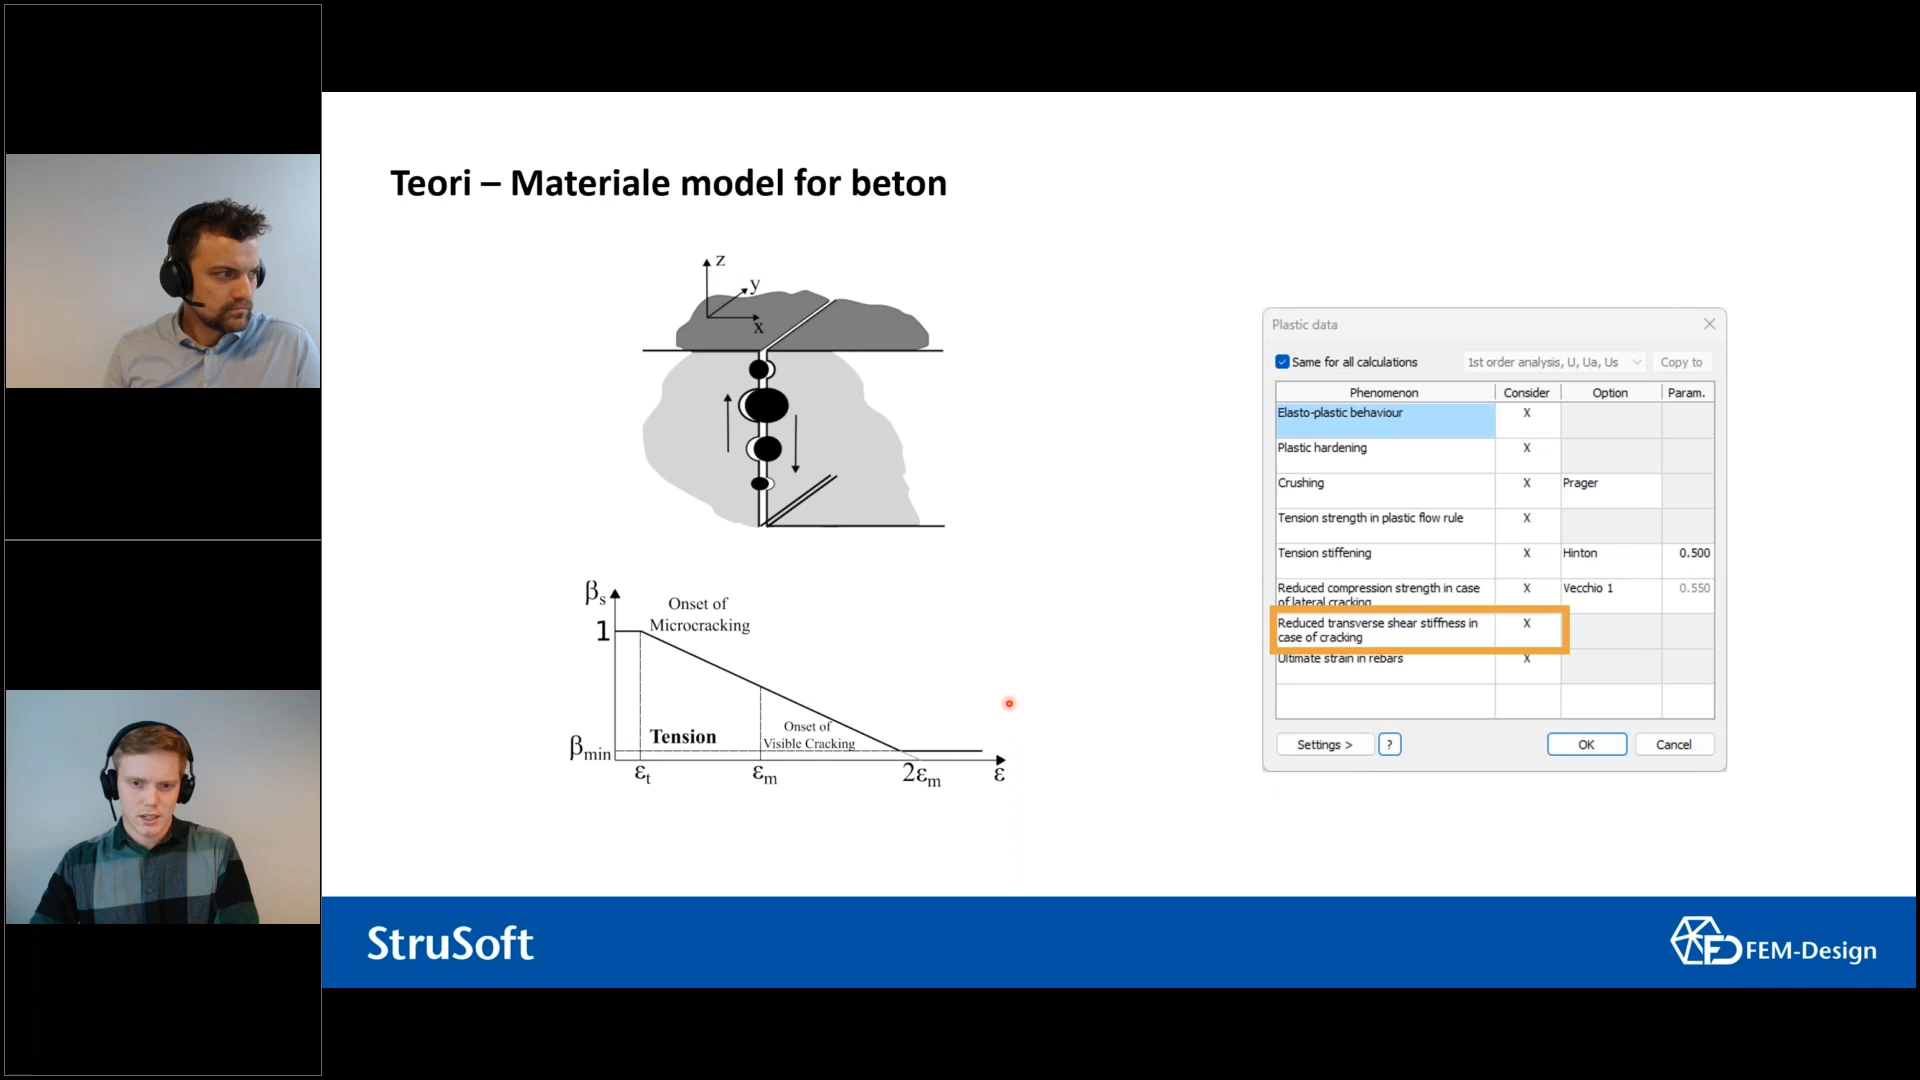 Teori – Materiale model for beton
z
y
x
βs
1
Onset of
Microcracking
Tension
Onset of
Visible Cracking
βmin
εt
εm
2εm
ε
Plastic data
Same for all calculations
1st order analysis, U, Ua, Us
Copy to
Phenomenon Consider Option Param.
Elasto-plastic behaviour X
Plastic hardening X
Crushing X Prager
Tension strength in plastic flow rule X
Tension stiffening X Hinton 0.500
Reduced compression strength in case X Vecchio 1 0.550
of lateral cracking
Reduced transverse shear stiffness in X
case of cracking
Ultimate strain in rebars X
Settings > ? OK Cancel
StruSoft
FD FEM-Design